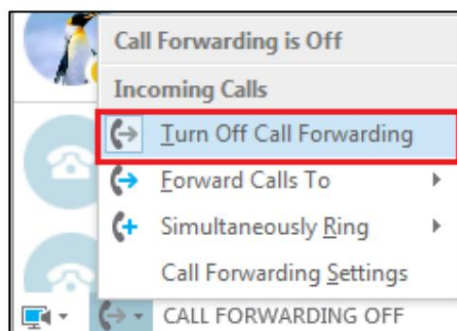 Call Forwarding is Off
Incoming Calls
Turn Off Call Forwarding
Forward Calls To
Simultaneously Ring
Call Forwarding Settings
CALL FORWARDING OFF